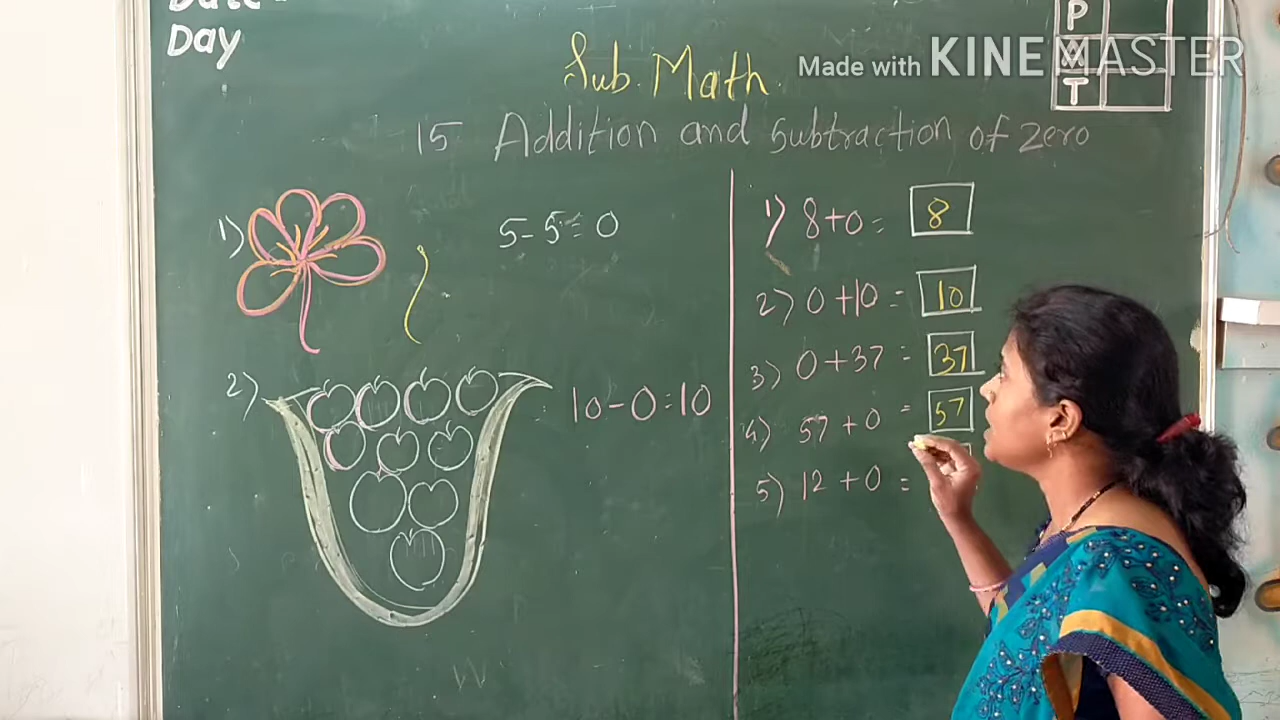 Day
P
W
T
Made with KINEMASTER
Sub. Math.
15 Addition and Subtraction of Zero
1)
5-5=0
2)
10-0=10
1) 8+0= 8
2) 0+10= 10
3) 0+37= 37
4) 57+0= 57
5) 12+0=